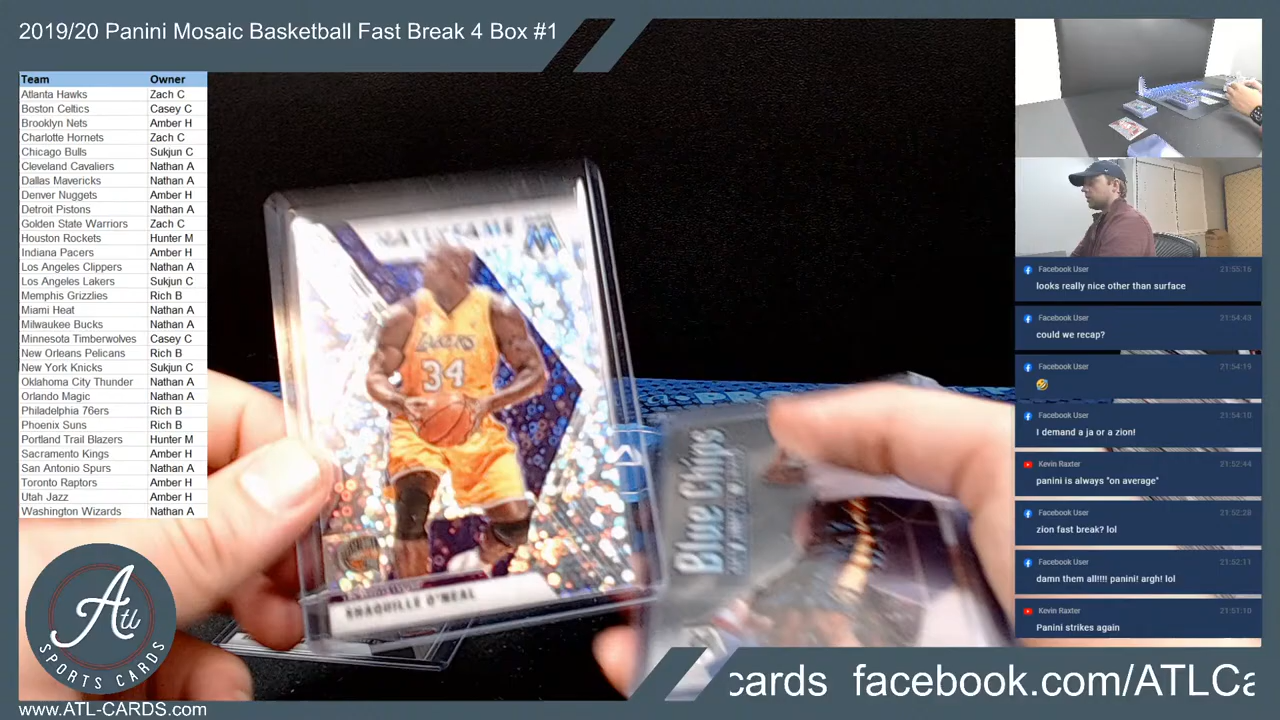 2019/20 Panini Mosaic Basketball Fast Break 4 Box #1
Team Owner
Atlanta Hawks Zach C
Boston Celtics Casey C
Brooklyn Nets Amber H
Charlotte Hornets Zach C
Chicago Bulls Sukjun C
Cleveland Cavaliers Nathan A
Dallas Mavericks Nathan A
Denver Nuggets Amber H
Detroit Pistons Nathan A
Golden State Warriors Zach C
Houston Rockets Hunter M
Indiana Pacers Amber H
Los Angeles Clippers Nathan A
Los Angeles Lakers Sukjun C
Memphis Grizzlies Rich B
Miami Heat Nathan A
Milwaukee Bucks Nathan A
Minnesota Timberwolves Casey C
New Orleans Pelicans Rich B
New York Knicks Sukjun C
Oklahoma City Thunder Nathan A
Orlando Magic Nathan A
Philadelphia 76ers Rich B
Phoenix Suns Rich B
Portland Trail Blazers Hunter M
Sacramento Kings Amber H
San Antonio Spurs Nathan A
Toronto Raptors Amber H
Utah Jazz Amber H
Washington Wizards Nathan A
LAKERS
34
SHAQUILLE O'NEAL
Blue Chips
PRO
Atl
SPORTS CARDS
www.ATL-CARDS.com
Facebook User 21:55:16
looks really nice other than surface
Facebook User 21:54:43
could we recap?
Facebook User 21:54:19
🤣
Facebook User 21:54:10
I demand a ja or a zion!
Kevin Raxter 21:52:44
panini is always "on average"
Facebook User 21:52:28
zion fast break? lol
Facebook User 21:52:11
damn them all!!!! panini! argh! lol
Kevin Raxter 21:51:10
Panini strikes again
cards facebook.com/ATLCa